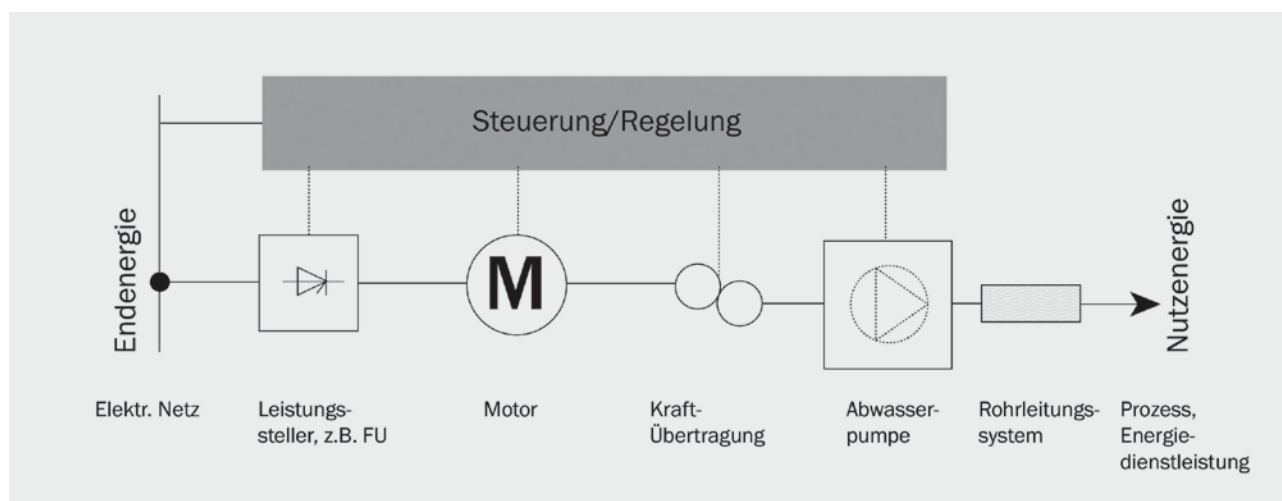 Steuerung/Regelung
Endenergie
M
Nutzenergie
Elektr. Netz
Leistungs-
steller, z.B. FU
Motor
Kraft-
Übertragung
Abwasser-
pumpe
Rohrleitungs-
system
Prozess,
Energie-
dienstleistung